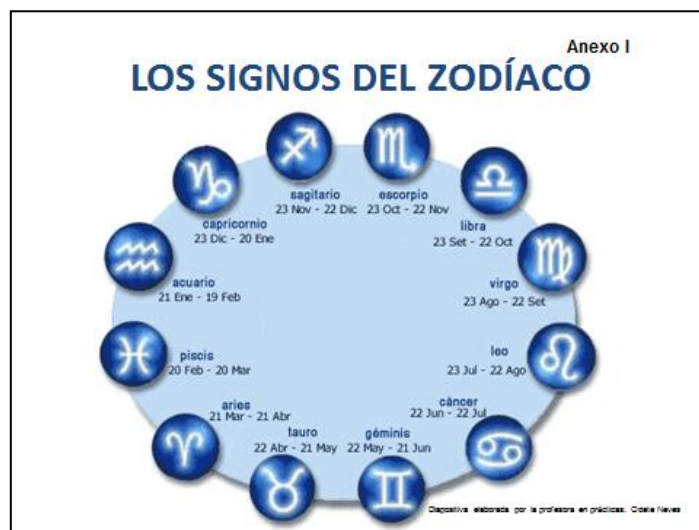 Anexo I
LOS SIGNOS DEL ZODÍACO
sagitario
23 Nov - 22 Dic
escorpio
23 Oct - 22 Nov
capricornio
23 Dic - 20 Ene
libra
23 Set - 22 Oct
acuario
21 Ene - 19 Feb
virgo
23 Ago - 22 Set
piscis
20 Feb - 20 Mar
leo
23 Jul - 22 Ago
aries
21 Mar - 21 Abr
cáncer
22 Jun - 22 Jul
tauro
22 Abr - 21 May
géminis
22 May - 21 Jun
Diapositiva elaborada por la profesora en prácticas: Odete Neves